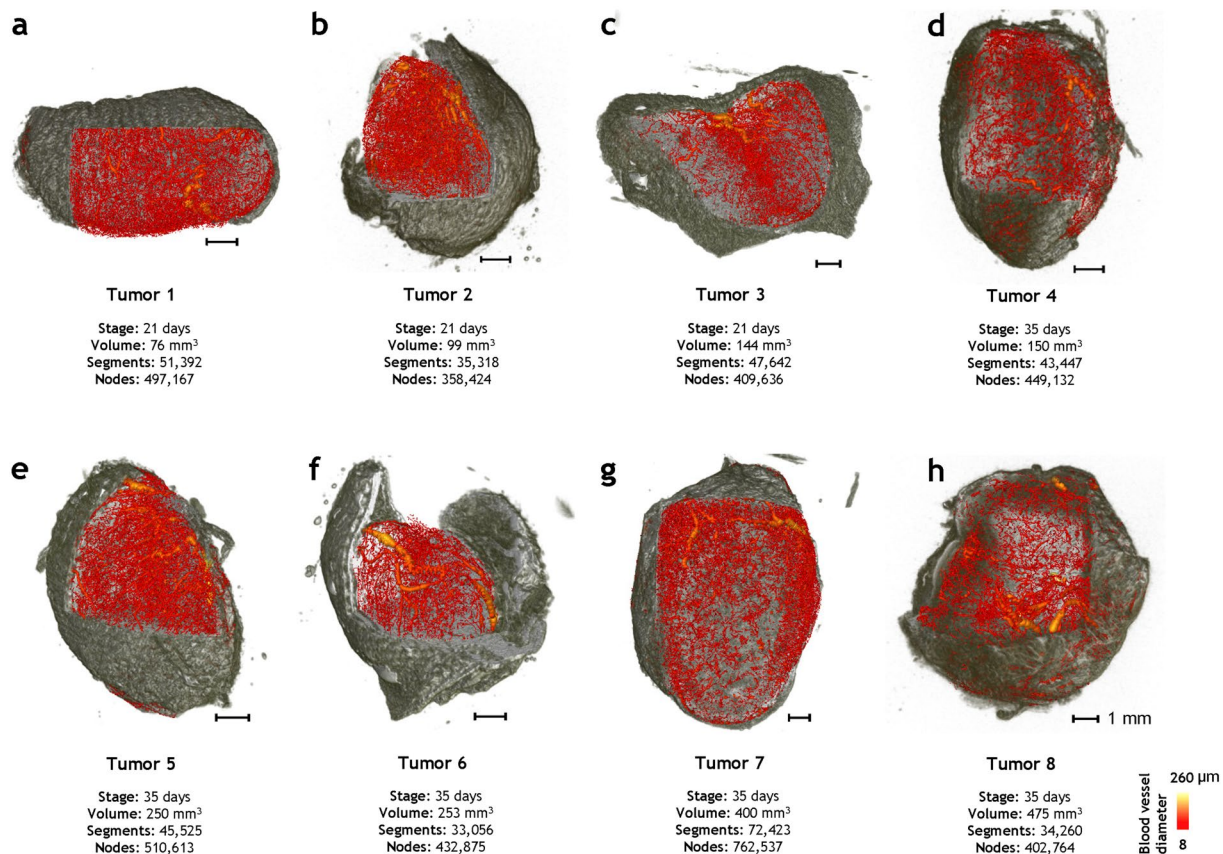 a
b
c
d
Tumor 1
Stage: 21 days
Volume: 76 mm³
Segments: 51,392
Nodes: 497,167
Tumor 2
Stage: 21 days
Volume: 99 mm³
Segments: 35,318
Nodes: 358,424
Tumor 3
Stage: 21 days
Volume: 144 mm³
Segments: 47,642
Nodes: 409,636
Tumor 4
Stage: 35 days
Volume: 150 mm³
Segments: 43,447
Nodes: 449,132
e
f
g
h
1 mm
Tumor 5
Stage: 35 days
Volume: 250 mm³
Segments: 45,525
Nodes: 510,613
Tumor 6
Stage: 35 days
Volume: 253 mm³
Segments: 33,056
Nodes: 432,875
Tumor 7
Stage: 35 days
Volume: 400 mm³
Segments: 72,423
Nodes: 762,537
Tumor 8
Stage: 35 days
Volume: 475 mm³
Segments: 34,260
Nodes: 402,764
Blood vessel
diameter
260 µm
8